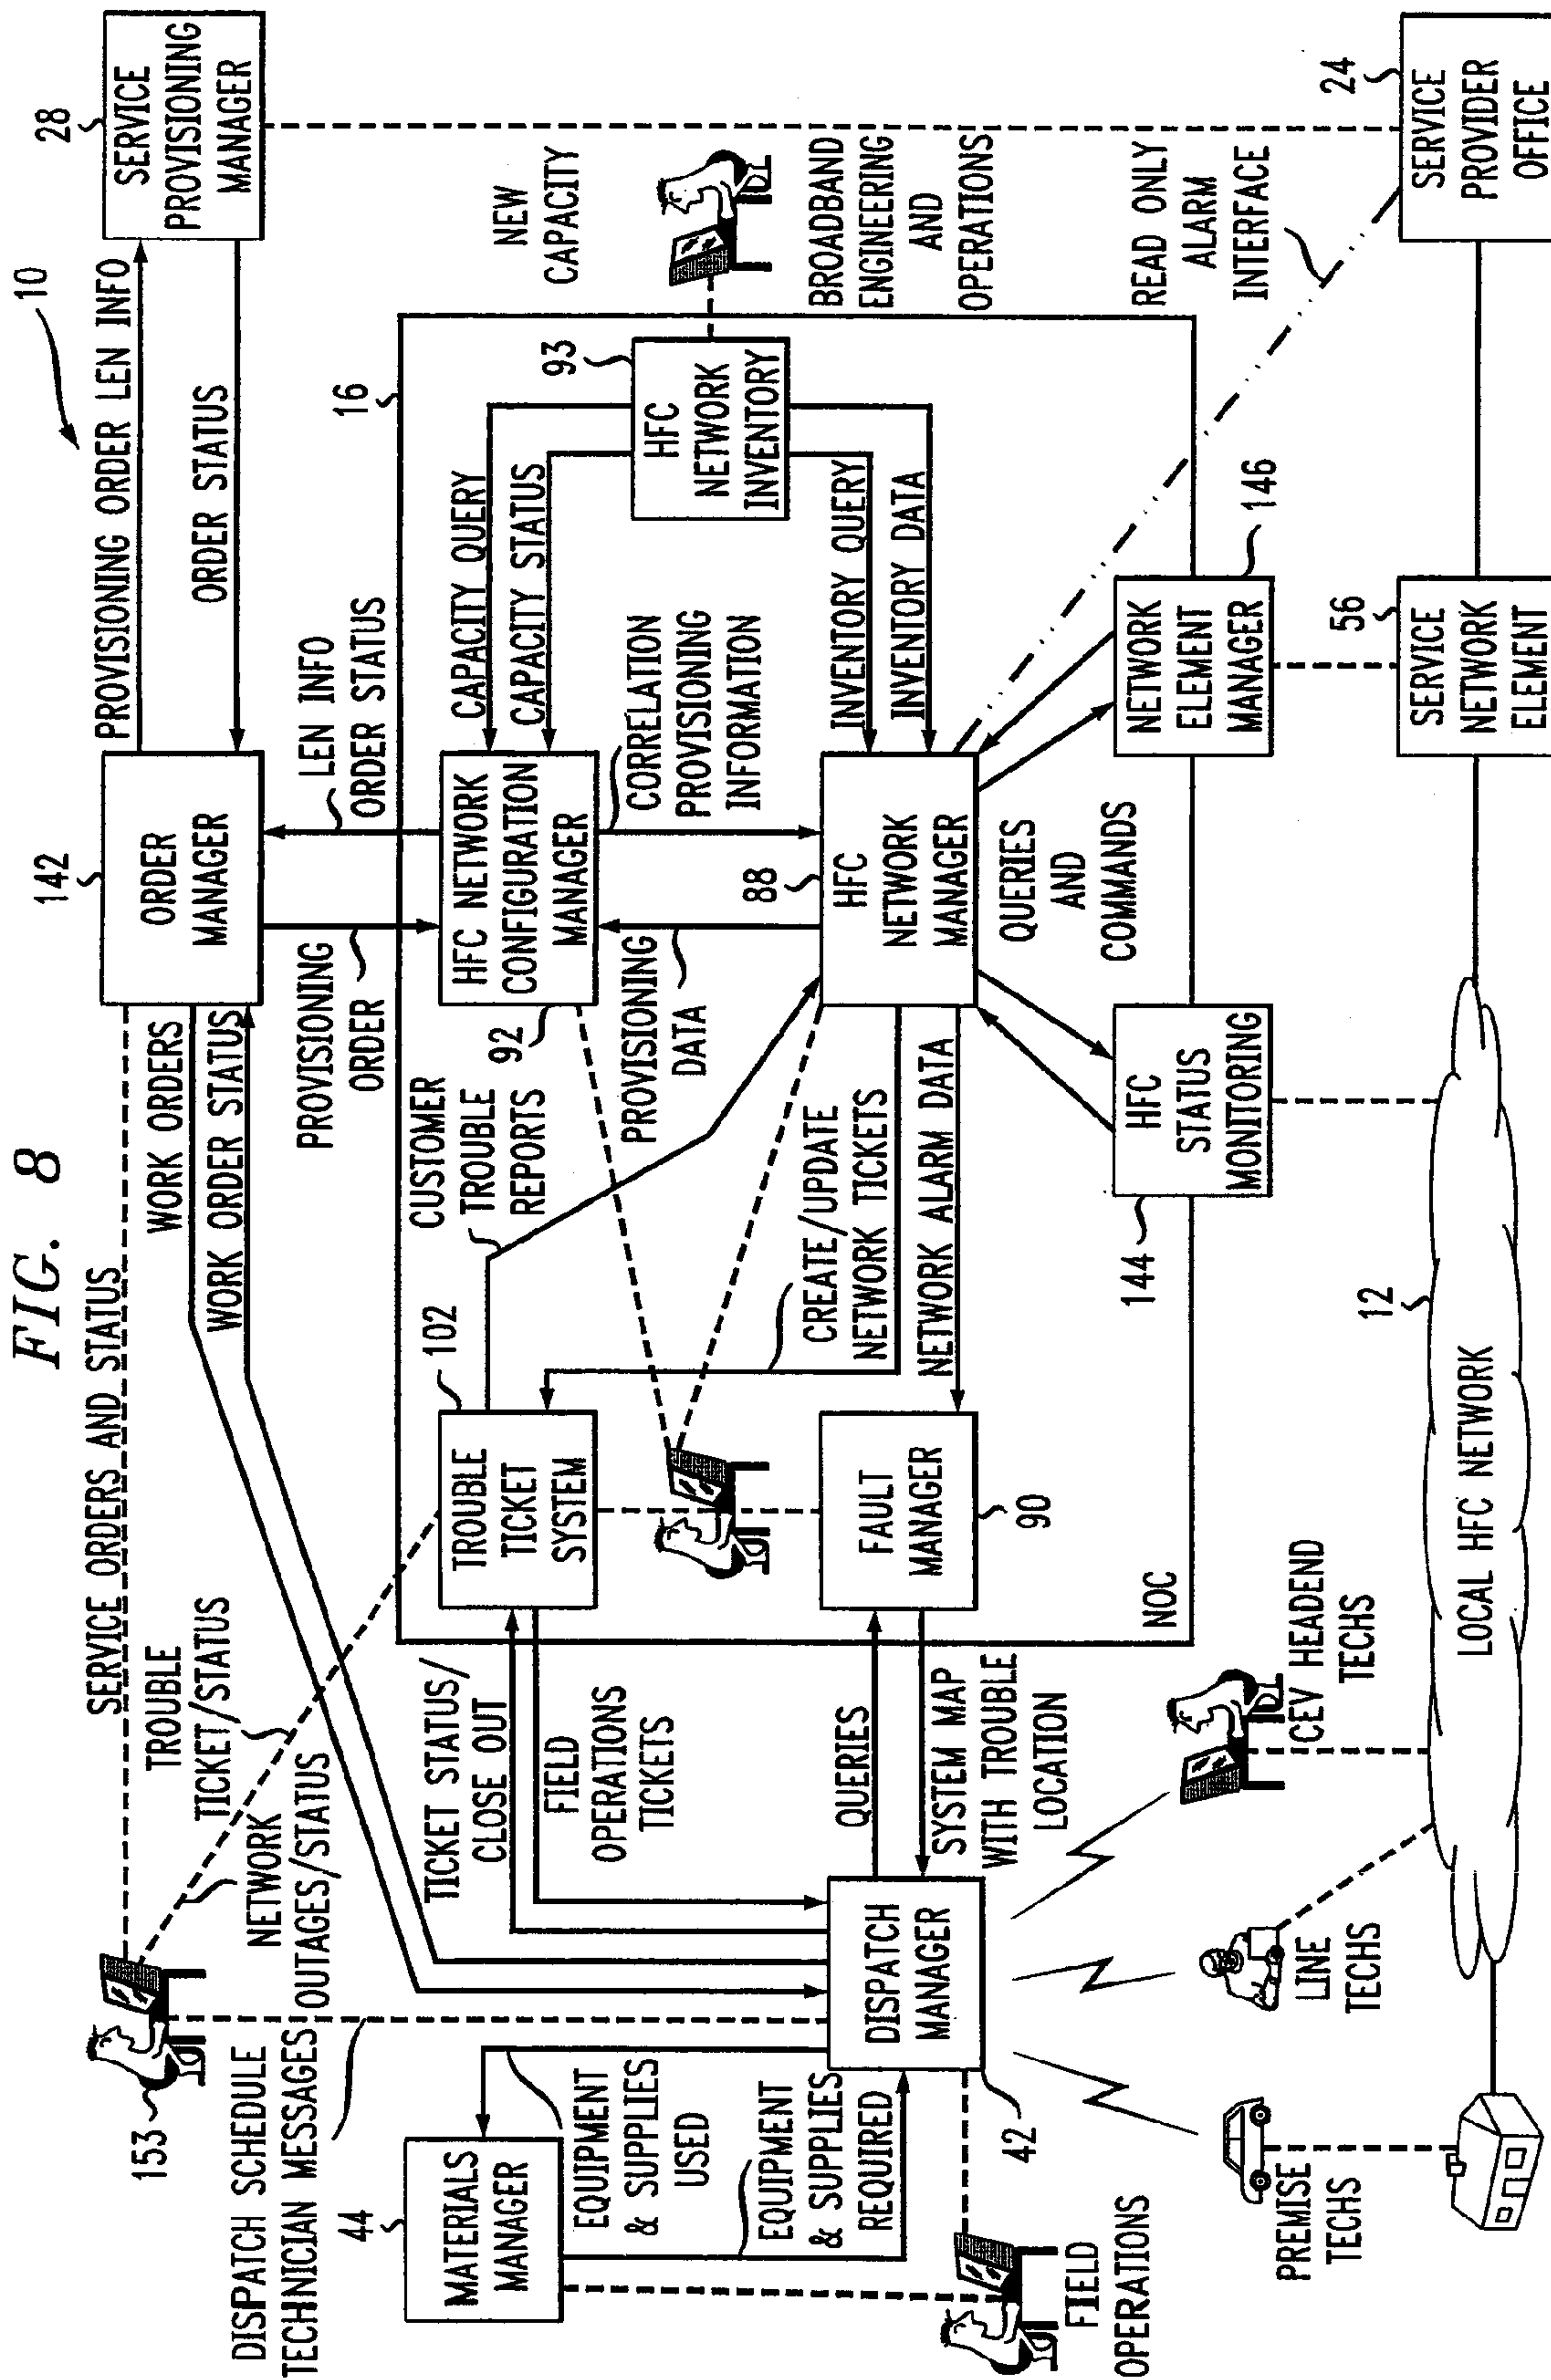 FIG. 8
10
153
SERVICE ORDERS AND STATUS
142
ORDER
MANAGER
PROVISIONING ORDER LEN INFO
ORDER STATUS
28
SERVICE
PROVISIONING
MANAGER
WORK ORDERS
WORK ORDER STATUS
TROUBLE
TICKET/STATUS
NETWORK
OUTAGES/STATUS
DISPATCH SCHEDULE
TECHNICIAN MESSAGES
PROVISIONING
ORDER
LEN INFO
ORDER STATUS
16
44
MATERIALS
MANAGER
EQUIPMENT
& SUPPLIES
USED
EQUIPMENT
& SUPPLIES
REQUIRED
TICKET STATUS/
CLOSE OUT
FIELD
OPERATIONS
TICKETS
102
TROUBLE
TICKET
SYSTEM
CUSTOMER
TROUBLE
REPORTS
92
HFC NETWORK
CONFIGURATION
MANAGER
CAPACITY QUERY
CAPACITY STATUS
93
HFC
NETWORK
INVENTORY
NEW
CAPACITY
BROADBAND
ENGINEERING
AND
OPERATIONS
PROVISIONING
DATA
CORRELATION
PROVISIONING
INFORMATION
INVENTORY QUERY
INVENTORY DATA
CREATE/UPDATE
NETWORK TICKETS
NETWORK ALARM DATA
88
HFC
NETWORK
MANAGER
FAULT
MANAGER
90
QUERIES
SYSTEM MAP
WITH TROUBLE
LOCATION
DISPATCH
MANAGER
42
FIELD
OPERATIONS
QUERIES
AND
COMMANDS
READ ONLY
ALARM
INTERFACE
NOC
144
HFC
STATUS
MONITORING
146
NETWORK
ELEMENT
MANAGER
PREMISE
TECHS
LINE
TECHS
CEV HEADEND
TECHS
12
LOCAL HFC NETWORK
56
SERVICE
NETWORK
ELEMENT
24
SERVICE
PROVIDER
OFFICE